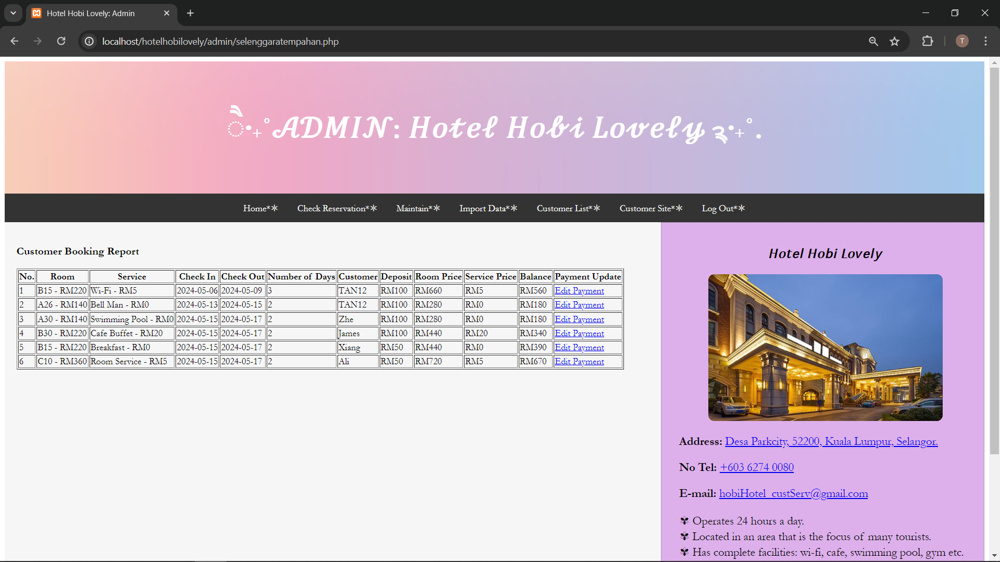 Hotel Hobi Lovely: Admin
localhost/hotelhobilovely/admin/selenggaratempahan.php
T
ADMIN: Hotel Hobi Lovely
Home*✲ Check Reservation*✲ Maintain*✲ Import Data*✲ Customer List*✲ Customer Site*✲ Log Out*✲
Customer Booking Report
No. Room Service Check In Check Out Number of Days Customer Deposit Room Price Service Price Balance Payment Update
1 B15 - RM220 Wi-Fi - RM5 2024-05-06 2024-05-09 3 TAN12 RM100 RM660 RM5 RM560 Edit Payment
2 A26 - RM140 Bell Man - RM0 2024-05-13 2024-05-15 2 TAN12 RM100 RM280 RM0 RM180 Edit Payment
3 A30 - RM140 Swimming Pool - RM0 2024-05-15 2024-05-17 2 Zhe RM100 RM280 RM0 RM180 Edit Payment
4 B30 - RM220 Cafe Buffet - RM20 2024-05-15 2024-05-17 2 James RM100 RM440 RM20 RM340 Edit Payment
5 B15 - RM220 Breakfast - RM0 2024-05-15 2024-05-17 2 Xiang RM50 RM440 RM0 RM390 Edit Payment
6 C10 - RM360 Room Service - RM5 2024-05-15 2024-05-17 2 Ali RM50 RM720 RM5 RM670 Edit Payment
Hotel Hobi Lovely
Address: Desa Parkcity, 52200, Kuala Lumpur, Selangor.
No Tel: +603 6274 0080
E-mail: hobiHotel_custServ@gmail.com
✽ Operates 24 hours a day.
✽ Located in an area that is the focus of many tourists.
✽ Has complete facilities: wi-fi, cafe, swimming pool, gym etc.